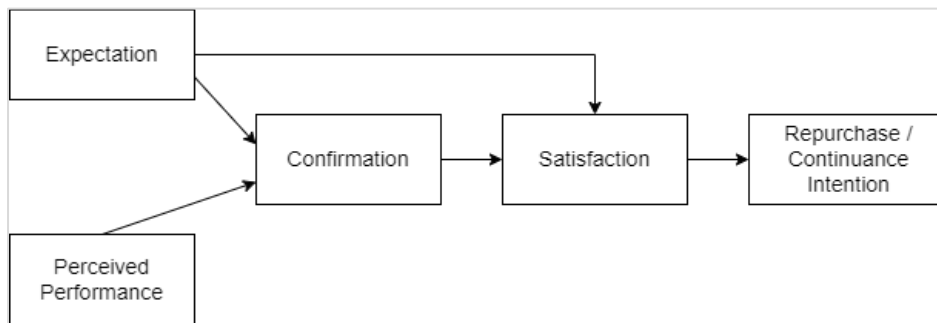 Expectation
Confirmation
Satisfaction
Repurchase /
Continuance
Intention
Perceived
Performance